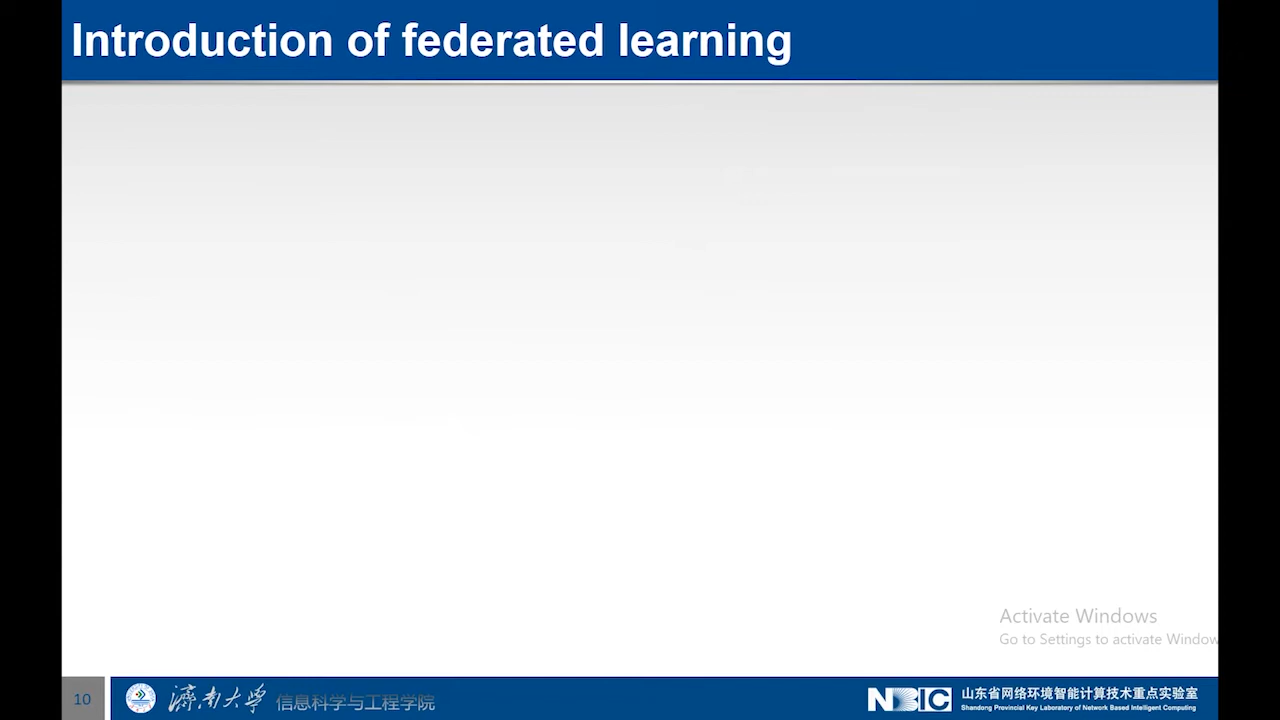 Introduction of federated learning
Activate Windows
Go to Settings to activate Window
10
濟南大学 信息科学与工程学院
NBIC 山东省网络环境智能计算技术重点实验室
Shandong Provincial Key Laboratory of Network Based Intelligent Computing